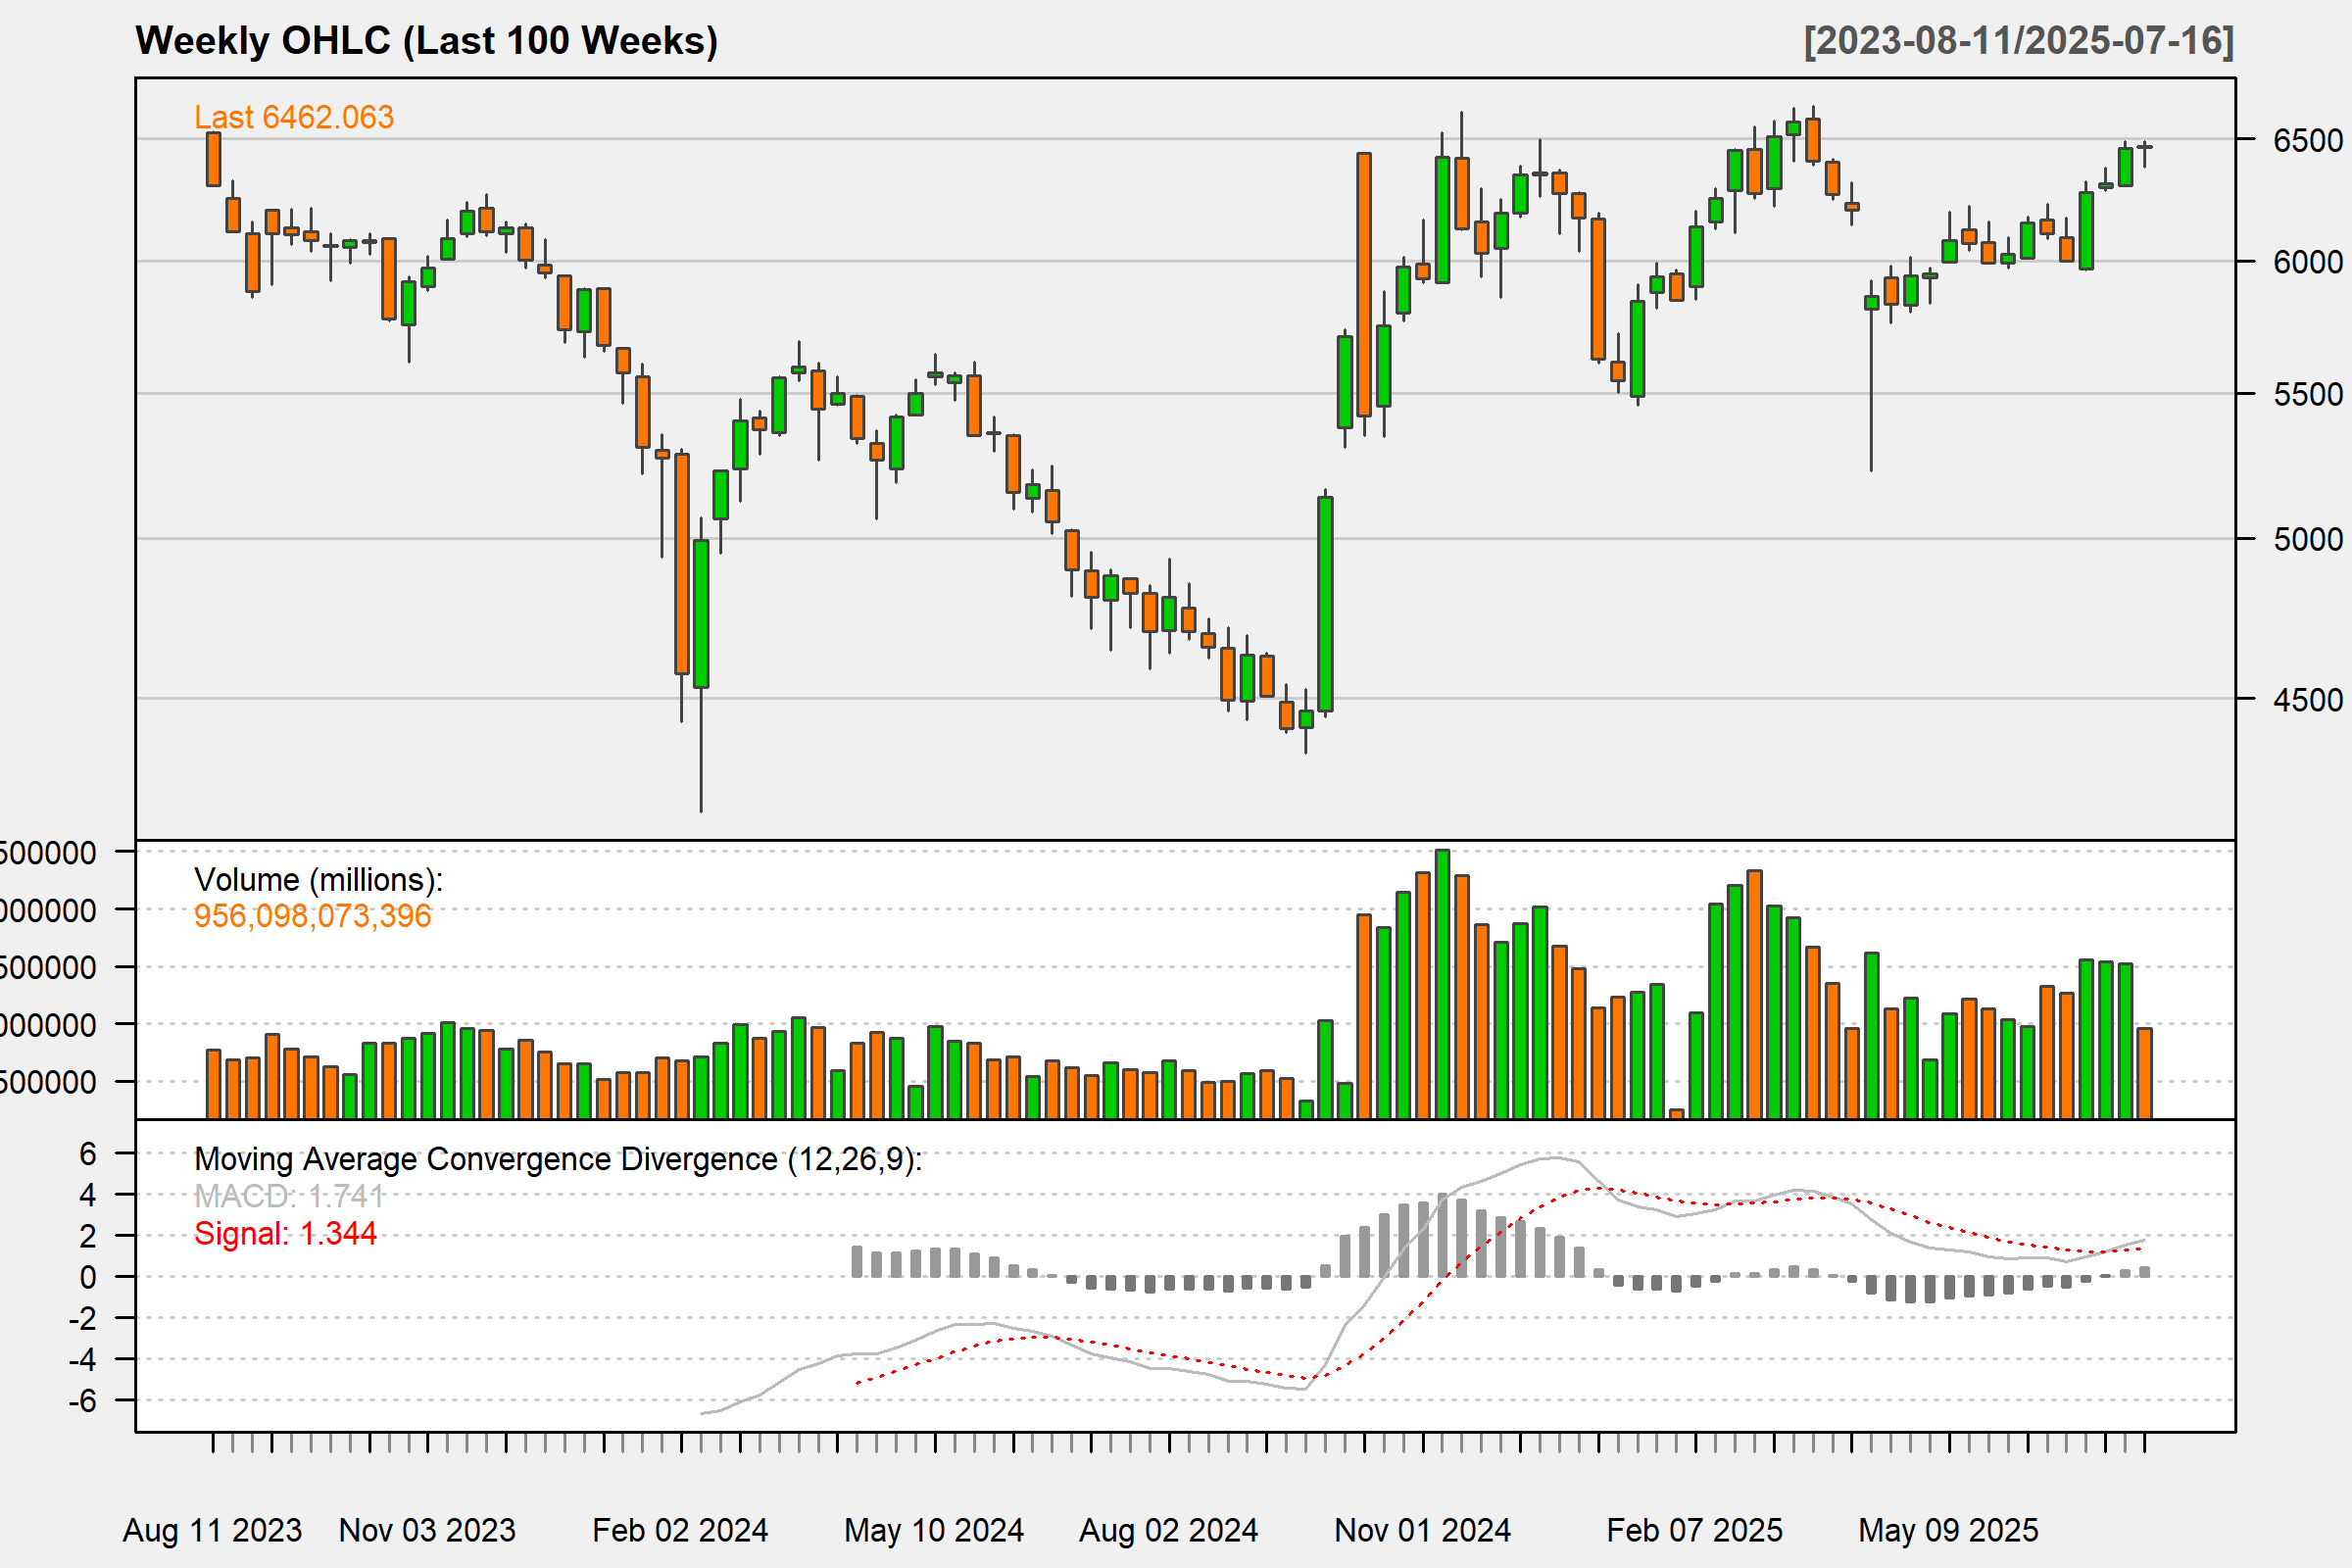 Weekly OHLC (Last 100 Weeks)
[2023-08-11/2025-07-16]
Last 6462.063
6500
6000
5500
5000
4500
Volume (millions):
956,098,073,396
500000
000000
500000
000000
500000
Moving Average Convergence Divergence (12,26,9):
MACD: 1.741
Signal: 1.344
6
4
2
0
-2
-4
-6
Aug 11 2023 Nov 03 2023 Feb 02 2024 May 10 2024 Aug 02 2024 Nov 01 2024 Feb 07 2025 May 09 2025